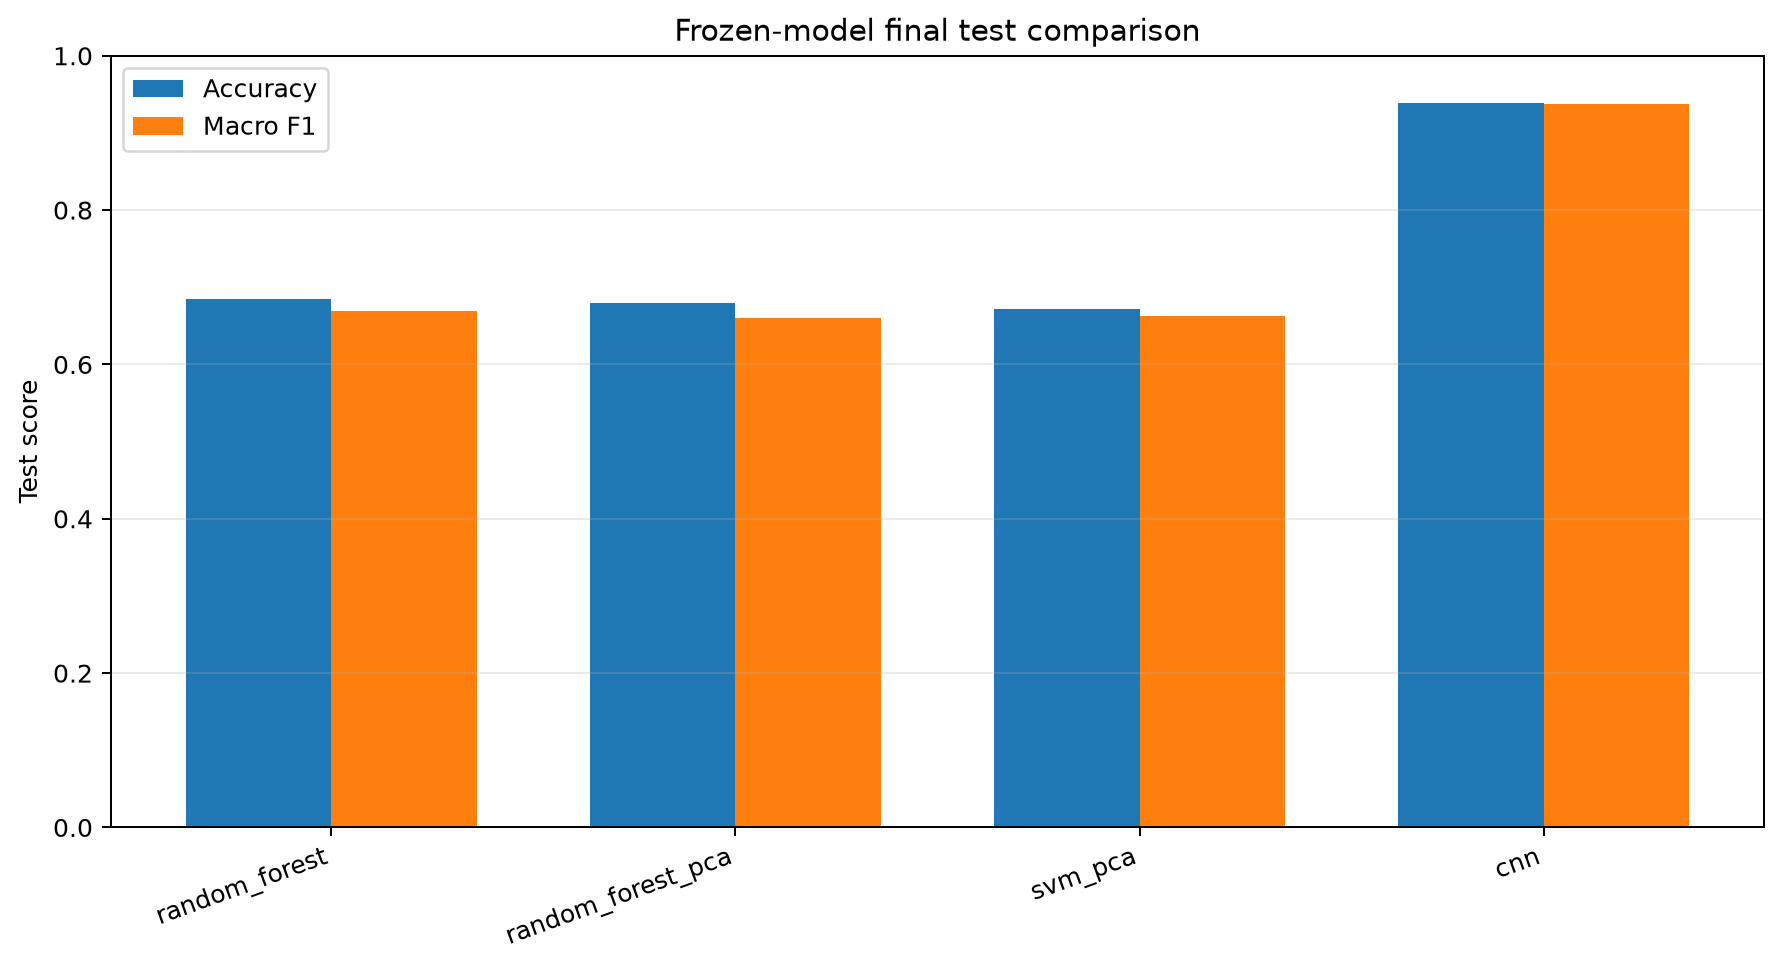 Frozen-model final test comparison
Accuracy
Macro F1
Test score
1.0
0.8
0.6
0.4
0.2
0.0
random_forest
random_forest_pca
svm_pca
cnn